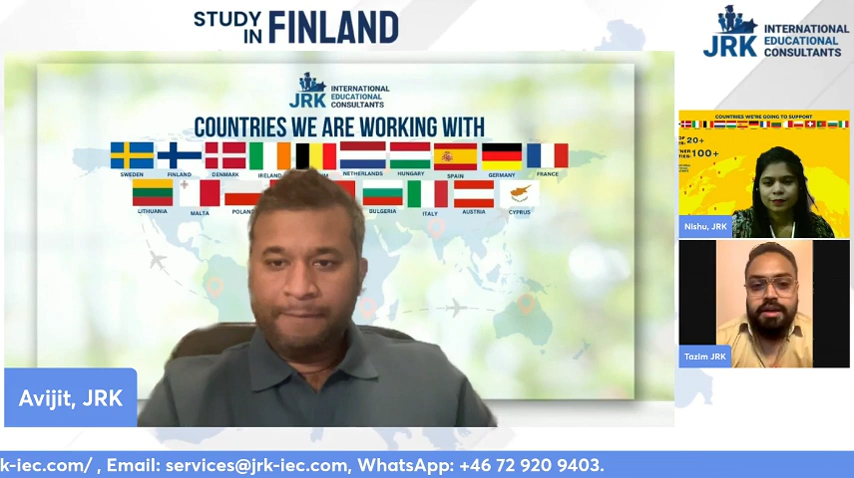 STUDY
IN FINLAND
JRK INTERNATIONAL
EDUCATIONAL
CONSULTANTS
JRK INTERNATIONAL
EDUCATIONAL
CONSULTANTS
COUNTRIES WE ARE WORKING WITH
SWEDEN FINLAND DENMARK IRELAND NETHERLANDS HUNGARY SPAIN GERMANY FRANCE
LITHUANIA MALTA BULGERIA ITALY AUSTRIA CYPRUS
COUNTRIES WE'RE GOING TO SUPPORT
20+
100+
Nishu, JRK
Tazim JRK
Avijit, JRK
k-iec.com/ , Email: services@jrk-iec.com, WhatsApp: +46 72 920 9403.